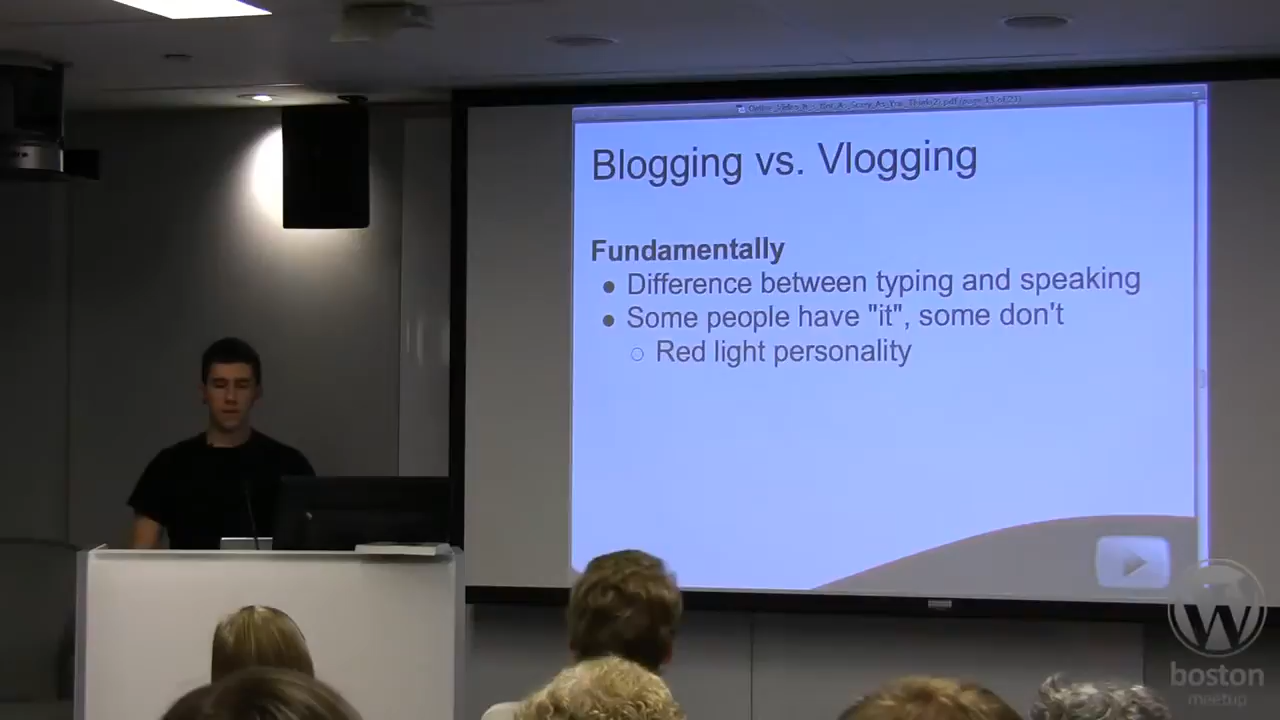 Blogging vs. Vlogging
Fundamentally
● Difference between typing and speaking
● Some people have "it", some don't
○ Red light personality
W
boston
meetup